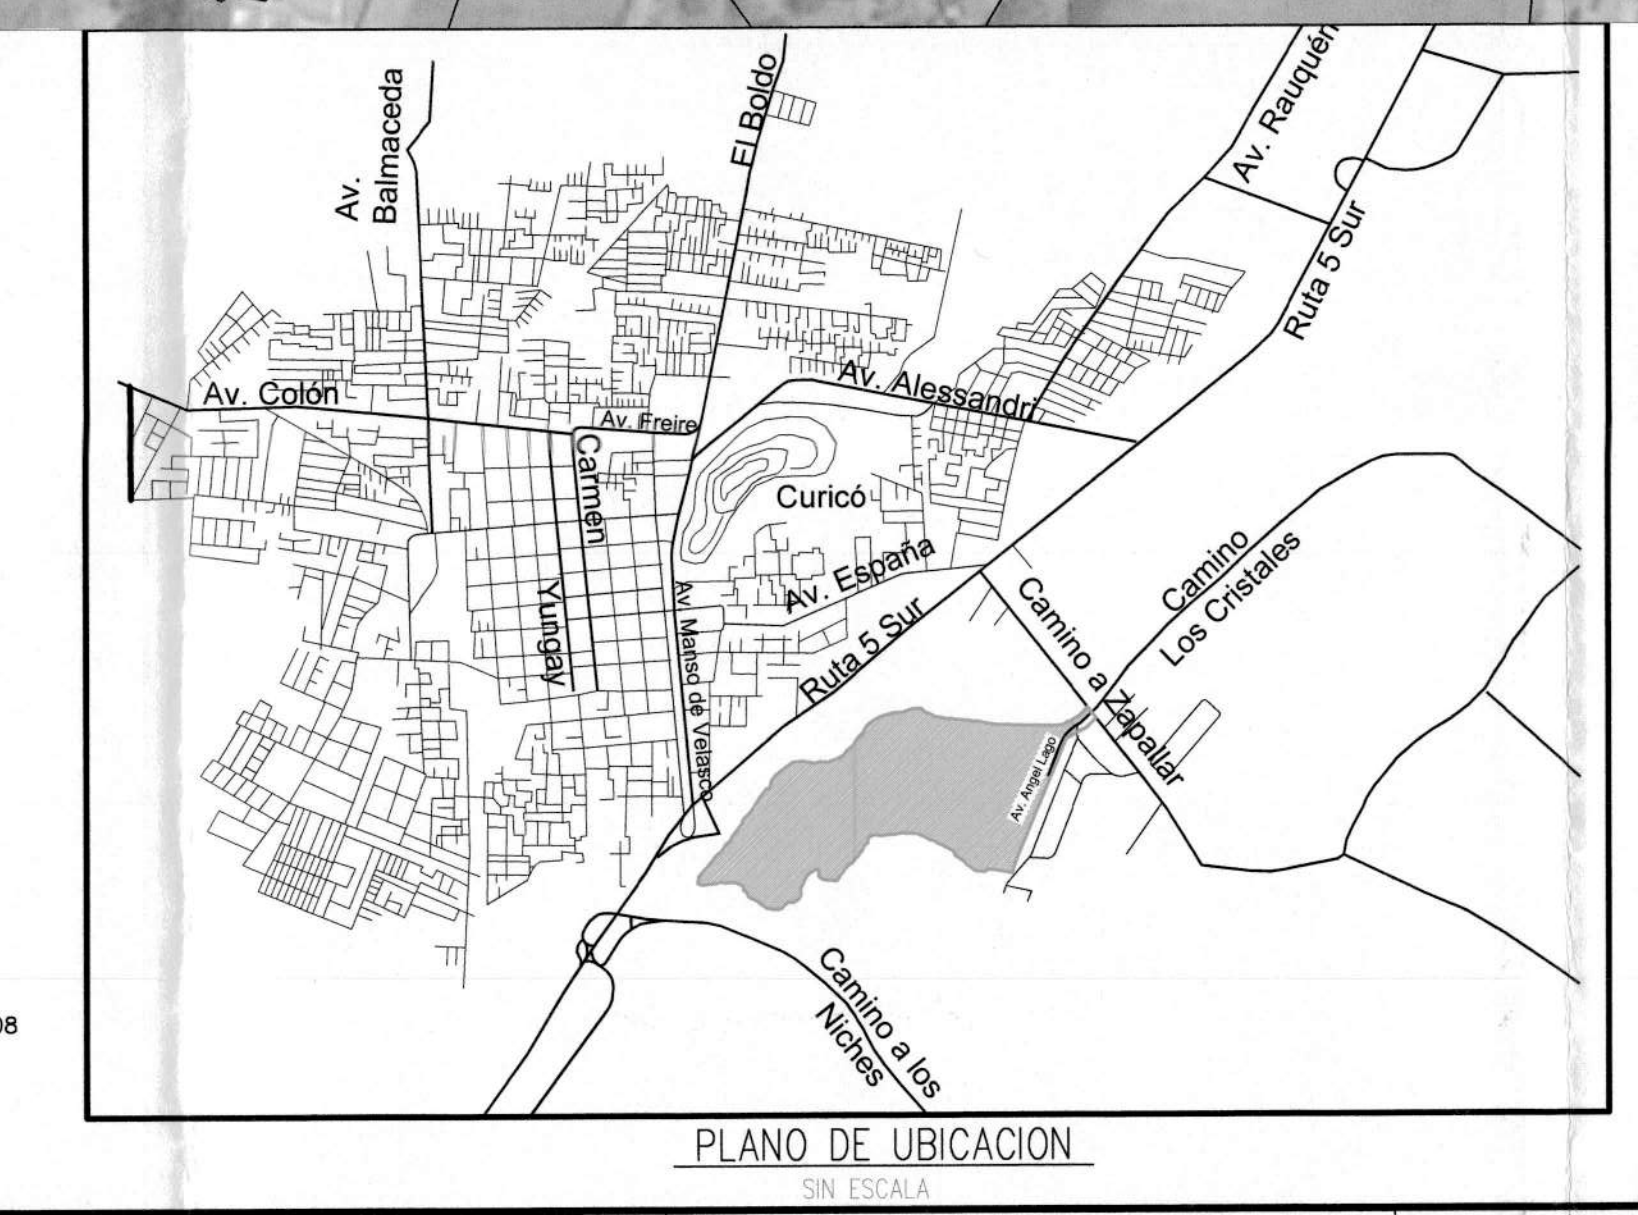 Av.
Balmaceda
El Boldo
Av. Rauquén
Ruta 5 Sur
Av. Colón
Av. Alessandri
Av. Freire
Carmen
Curicó
Av. España
Camino
Los Cristales
Yungay
Av. Manso de Velasco
Ruta 5 Sur
Camino a Zapallar
Av. Angel Lago
Camino a los
Niches
08
PLANO DE UBICACION
SIN ESCALA